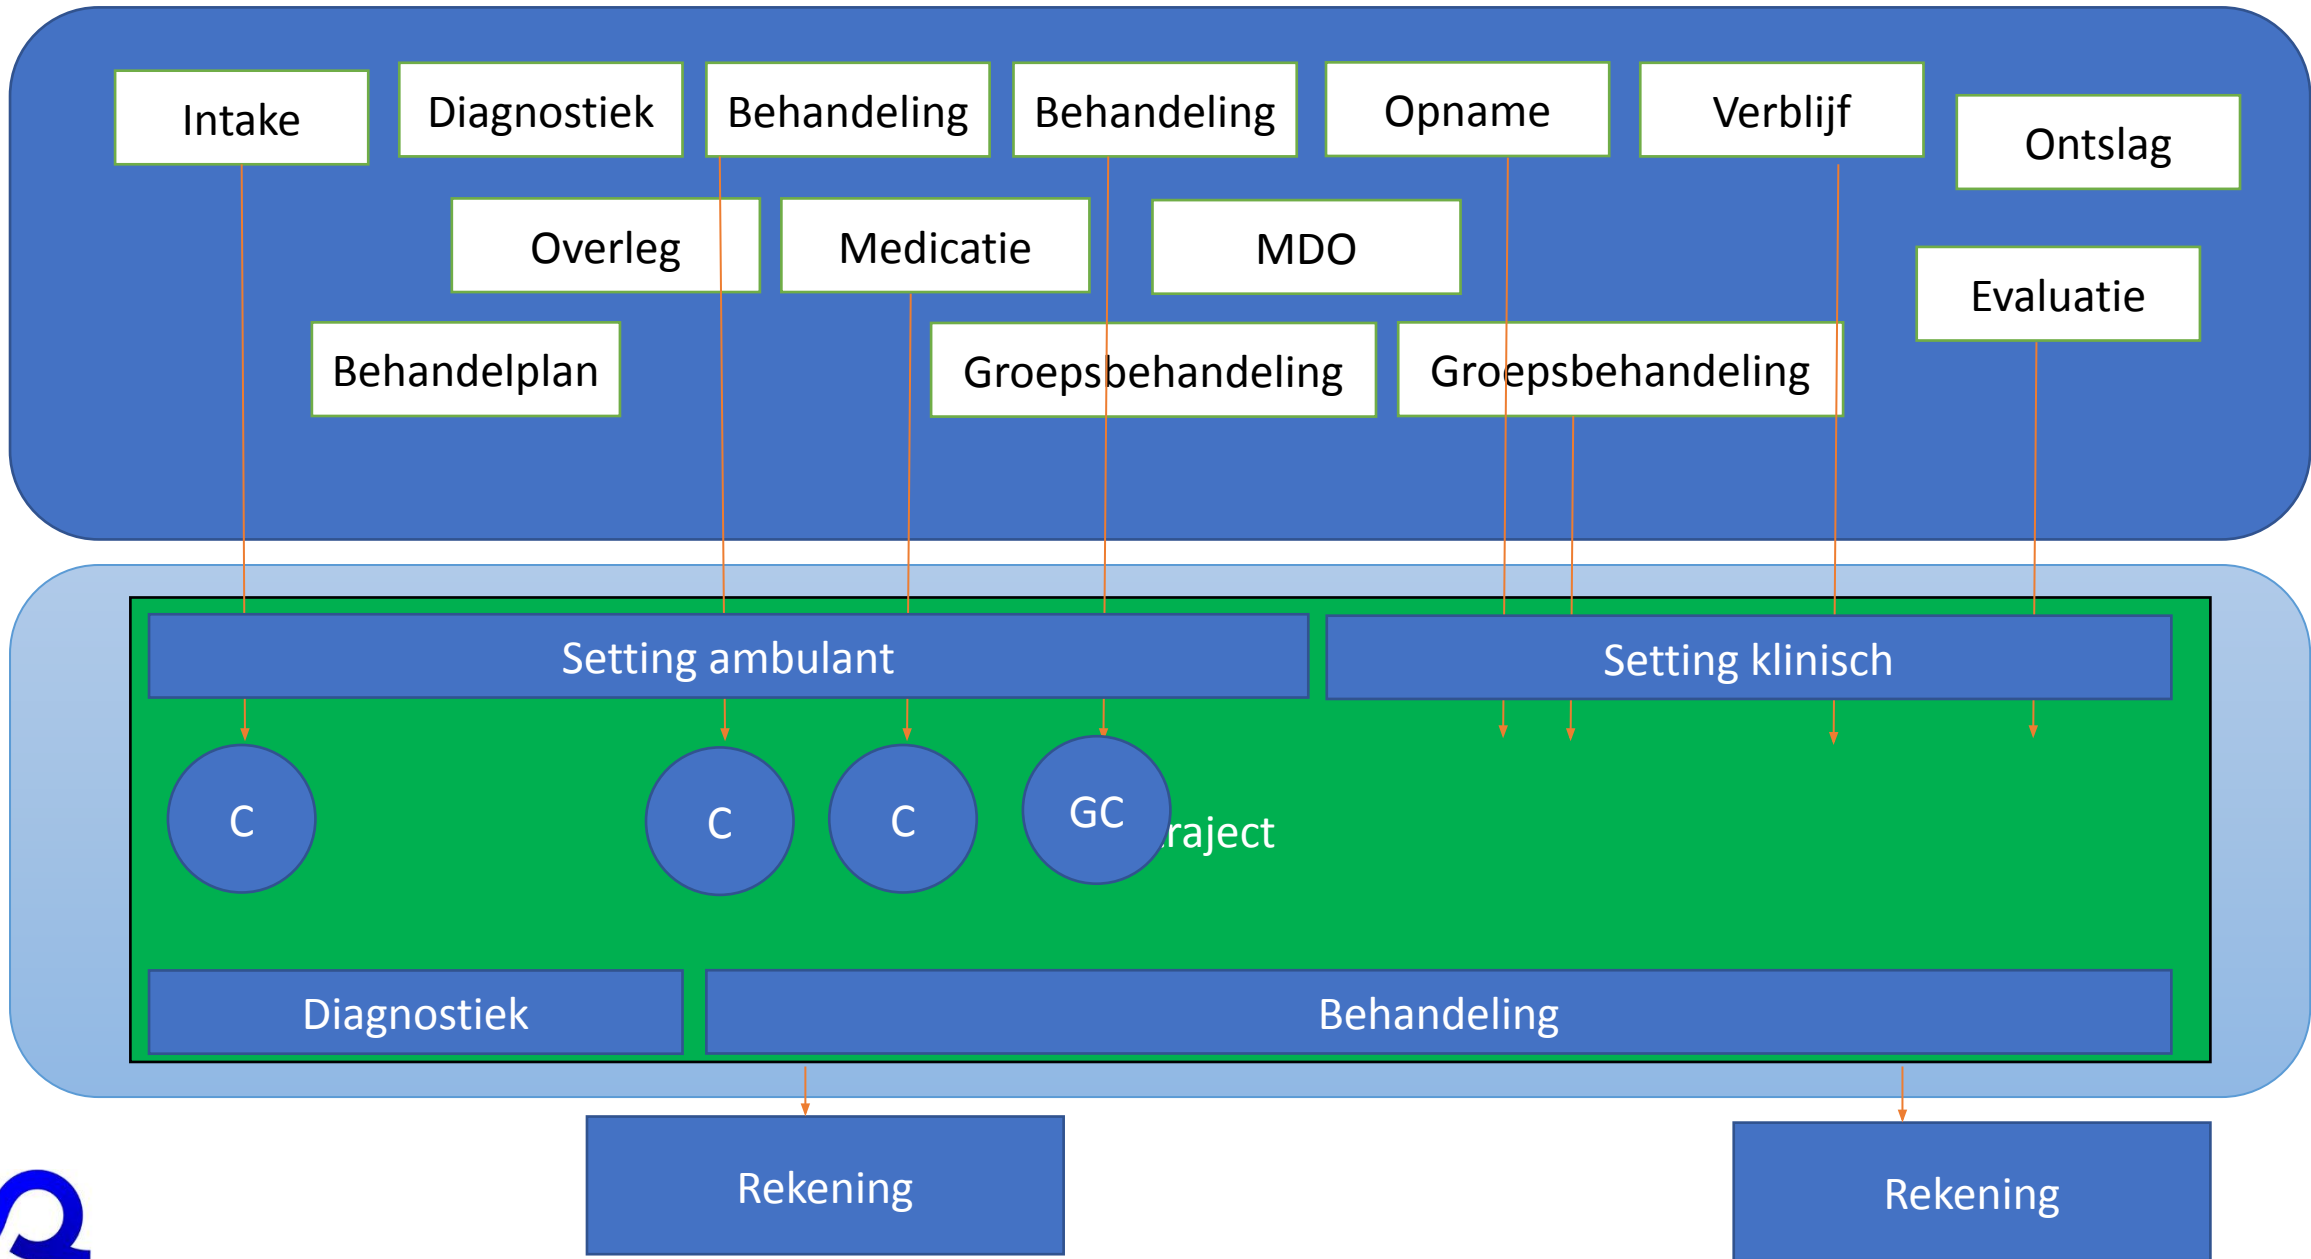 Intake
Diagnostiek
Behandeling
Behandeling
Opname
Verblijf
Ontslag
Overleg
Medicatie
MDO
Evaluatie
Behandelplan
Groepsbehandeling
Groepsbehandeling
Setting ambulant
Setting klinisch
C
C
C
GC
raject
Diagnostiek
Behandeling
Rekening
Rekening